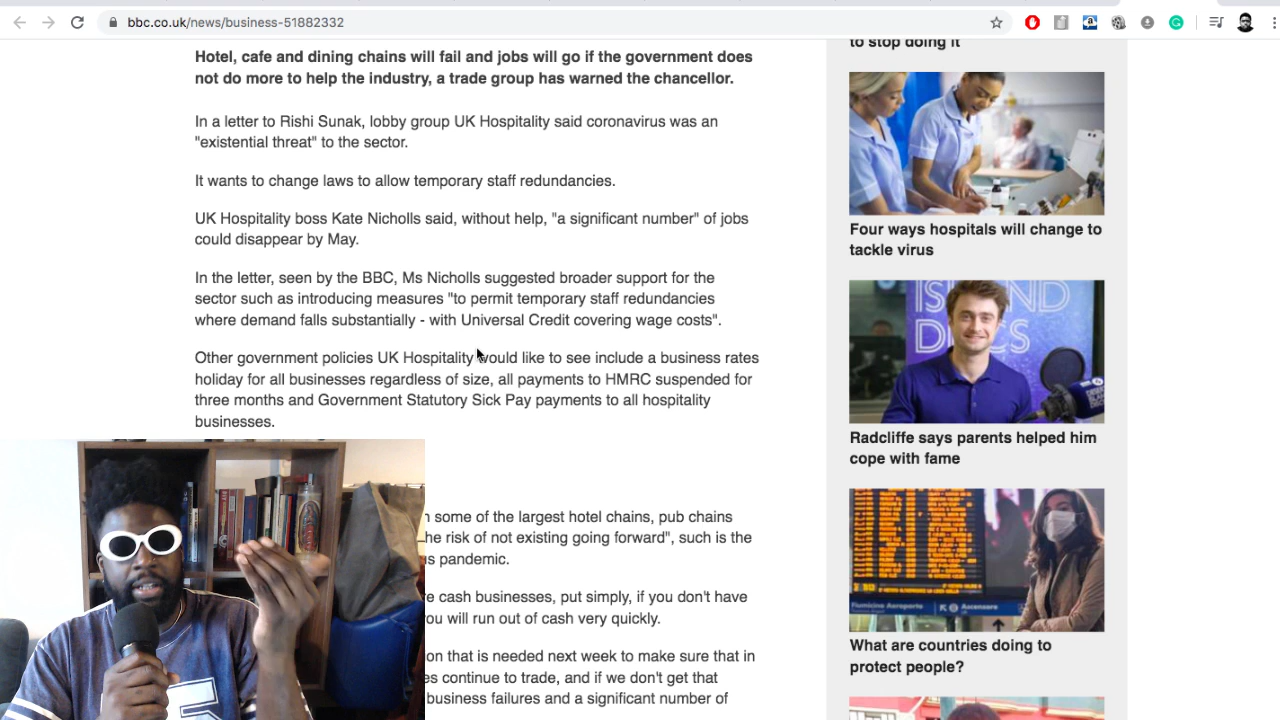 bbc.co.uk/news/business-51882332
Hotel, cafe and dining chains will fail and jobs will go if the government does
not do more to help the industry, a trade group has warned the chancellor.
In a letter to Rishi Sunak, lobby group UK Hospitality said coronavirus was an
"existential threat" to the sector.
It wants to change laws to allow temporary staff redundancies.
UK Hospitality boss Kate Nicholls said, without help, "a significant number" of jobs
could disappear by May.
In the letter, seen by the BBC, Ms Nicholls suggested broader support for the
sector such as introducing measures "to permit temporary staff redundancies
where demand falls substantially - with Universal Credit covering wage costs".
Other government policies UK Hospitality would like to see include a business rates
holiday for all businesses regardless of size, all payments to HMRC suspended for
three months and Government Statutory Sick Pay payments to all hospitality
businesses.
some of the largest hotel chains, pub chains
he risk of not existing going forward", such is the
s pandemic.
e cash businesses, put simply, if you don't have
ou will run out of cash very quickly.
on that is needed next week to make sure that in
es continue to trade, and if we don't get that
business failures and a significant number of
to stop doing it
Four ways hospitals will change to
tackle virus
ISLAND
DISCS
Radcliffe says parents helped him
cope with fame
Fiumicino Aeroporto
Ascensore
What are countries doing to
protect people?